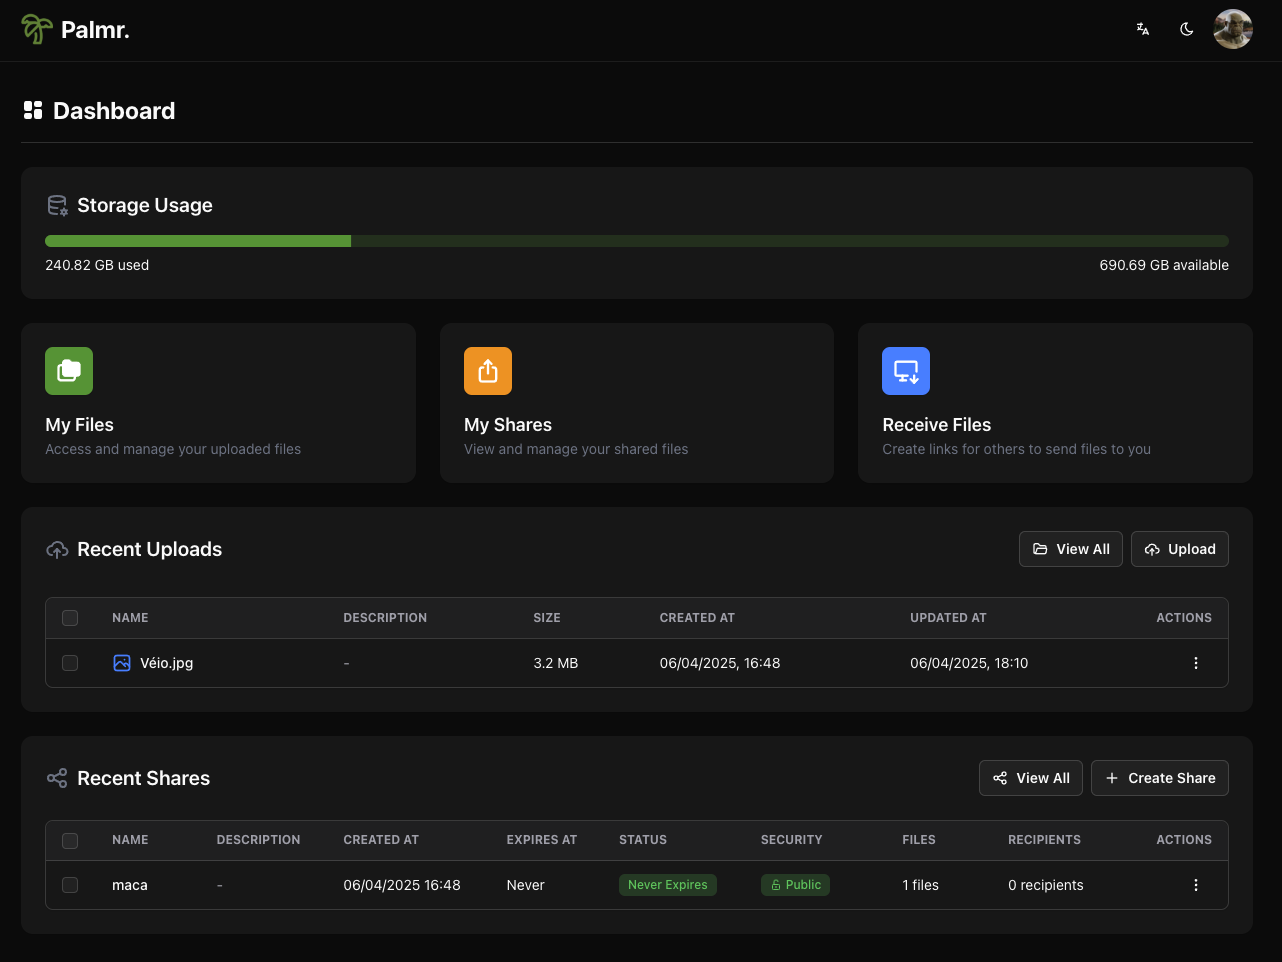 Palmr.
Dashboard
Storage Usage
240.82 GB used 690.69 GB available
My Files
Access and manage your uploaded files
My Shares
View and manage your shared files
Receive Files
Create links for others to send files to you
Recent Uploads View All Upload
NAME DESCRIPTION SIZE CREATED AT UPDATED AT ACTIONS
Véio.jpg - 3.2 MB 06/04/2025, 16:48 06/04/2025, 18:10
Recent Shares View All Create Share
NAME DESCRIPTION CREATED AT EXPIRES AT STATUS SECURITY FILES RECIPIENTS ACTIONS
maca - 06/04/2025 16:48 Never Never Expires Public 1 files 0 recipients